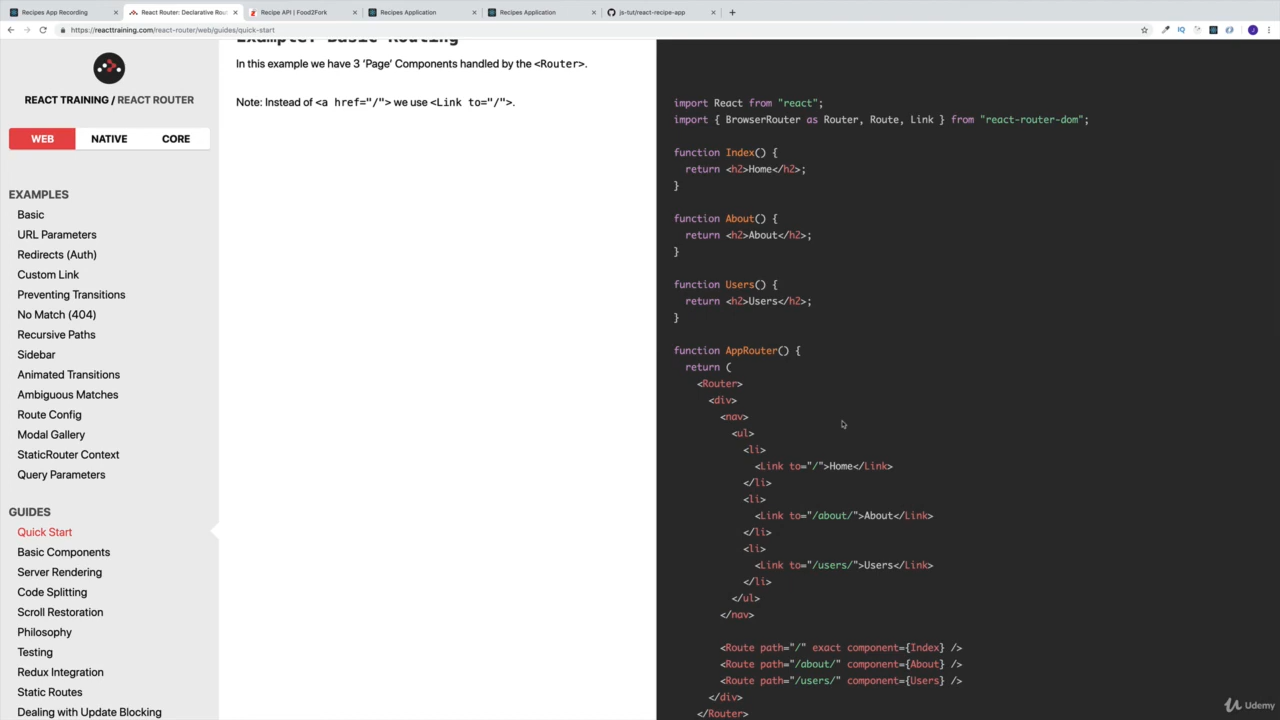 Recipes App Recording
React Router: Declarative Rou
Recipe API | Food2Fork
Recipes Application
Recipes Application
js-tut/react-recipe-app
https://reacttraining.com/react-router/web/guides/quick-start
REACT TRAINING / REACT ROUTER
WEB
NATIVE
CORE
EXAMPLES
Basic
URL Parameters
Redirects (Auth)
Custom Link
Preventing Transitions
No Match (404)
Recursive Paths
Sidebar
Animated Transitions
Ambiguous Matches
Route Config
Modal Gallery
StaticRouter Context
Query Parameters
GUIDES
Quick Start
Basic Components
Server Rendering
Code Splitting
Scroll Restoration
Philosophy
Testing
Redux Integration
Static Routes
Dealing with Update Blocking
Example: Basic Routing
In this example we have 3 ‘Page’ Components handled by the <Router>.
Note: Instead of <a href="/"> we use <Link to="/">.
import React from "react";
import { BrowserRouter as Router, Route, Link } from "react-router-dom";
function Index() {
return <h2>Home</h2>;
}
function About() {
return <h2>About</h2>;
}
function Users() {
return <h2>Users</h2>;
}
function AppRouter() {
return (
<Router>
<div>
<nav>
<ul>
<li>
<Link to="/">Home</Link>
</li>
<li>
<Link to="/about/">About</Link>
</li>
<li>
<Link to="/users/">Users</Link>
</li>
</ul>
</nav>
<Route path="/" exact component={Index} />
<Route path="/about/" component={About} />
<Route path="/users/" component={Users} />
</div>
</Router>
Udemy